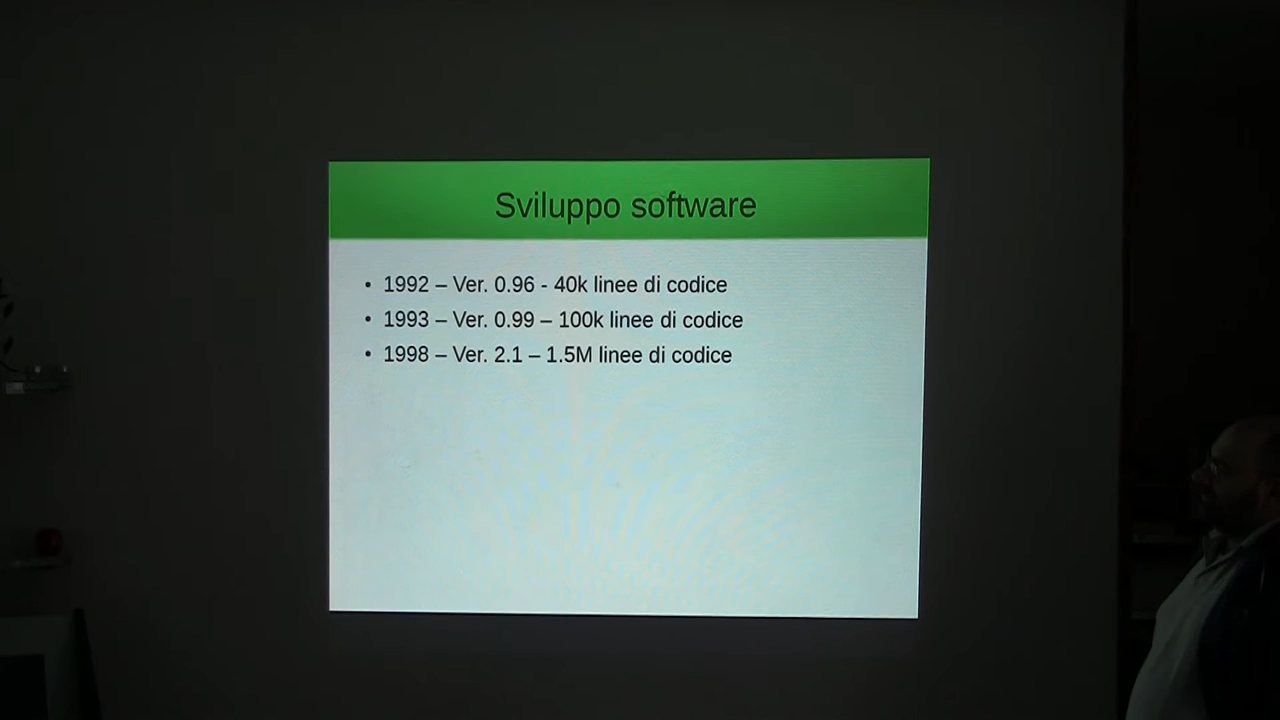 Sviluppo software
• 1992 – Ver. 0.96 - 40k linee di codice
• 1993 – Ver. 0.99 – 100k linee di codice
• 1998 – Ver. 2.1 – 1.5M linee di codice